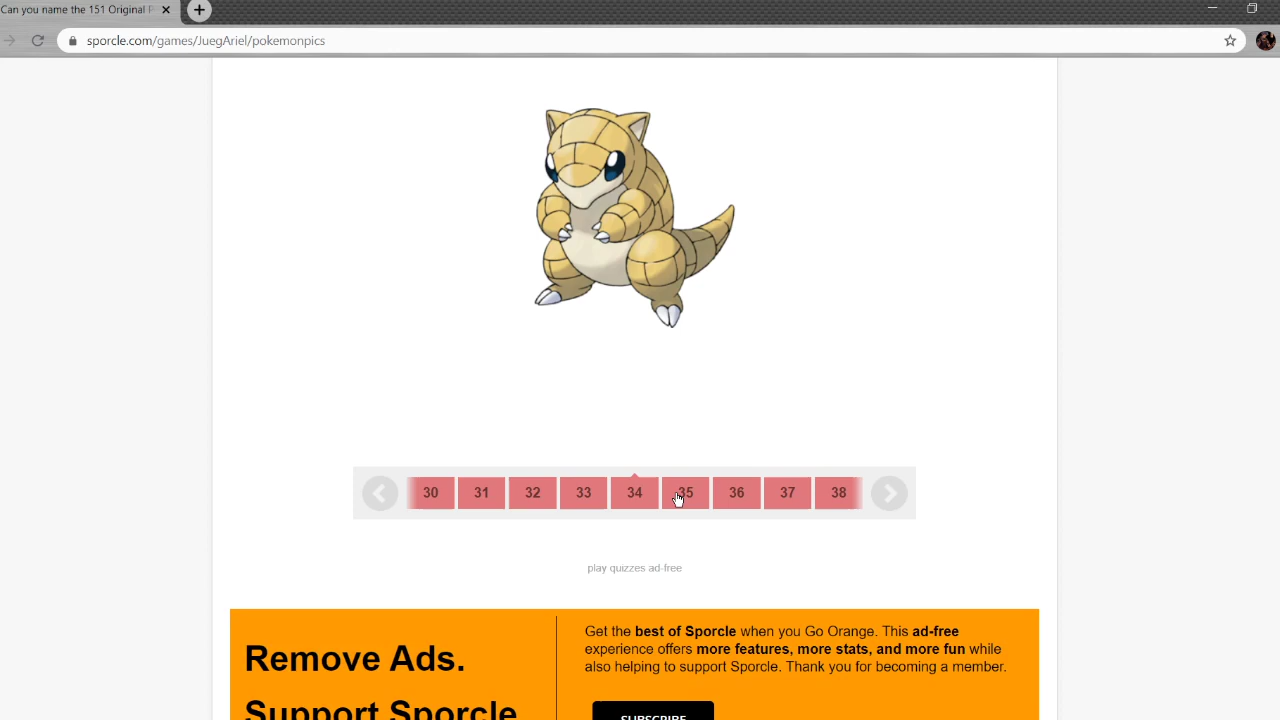 Can you name the 151 Original P
sporcle.com/games/JuegAriel/pokemonpics
30 31 32 33 34 35 36 37 38
play quizzes ad-free
Remove Ads.
Support Sporcle
Get the best of Sporcle when you Go Orange. This ad-free
experience offers more features, more stats, and more fun while
also helping to support Sporcle. Thank you for becoming a member.
SUBSCRIBE